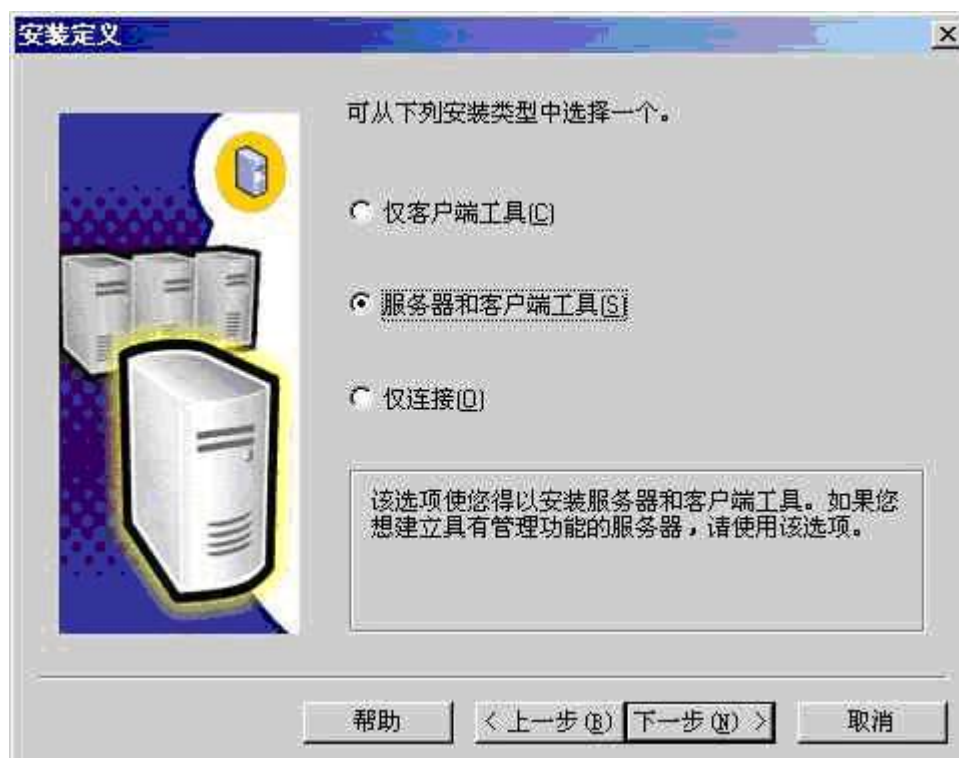 安装定义
可从下列安装类型中选择一个。
仅客户端工具(C)
服务器和客户端工具(S)
仅连接(O)
该选项使您得以安装服务器和客户端工具。如果您
想建立具有管理功能的服务器，请使用该选项。
帮助 < 上一步(B) 下一步(N) > 取消